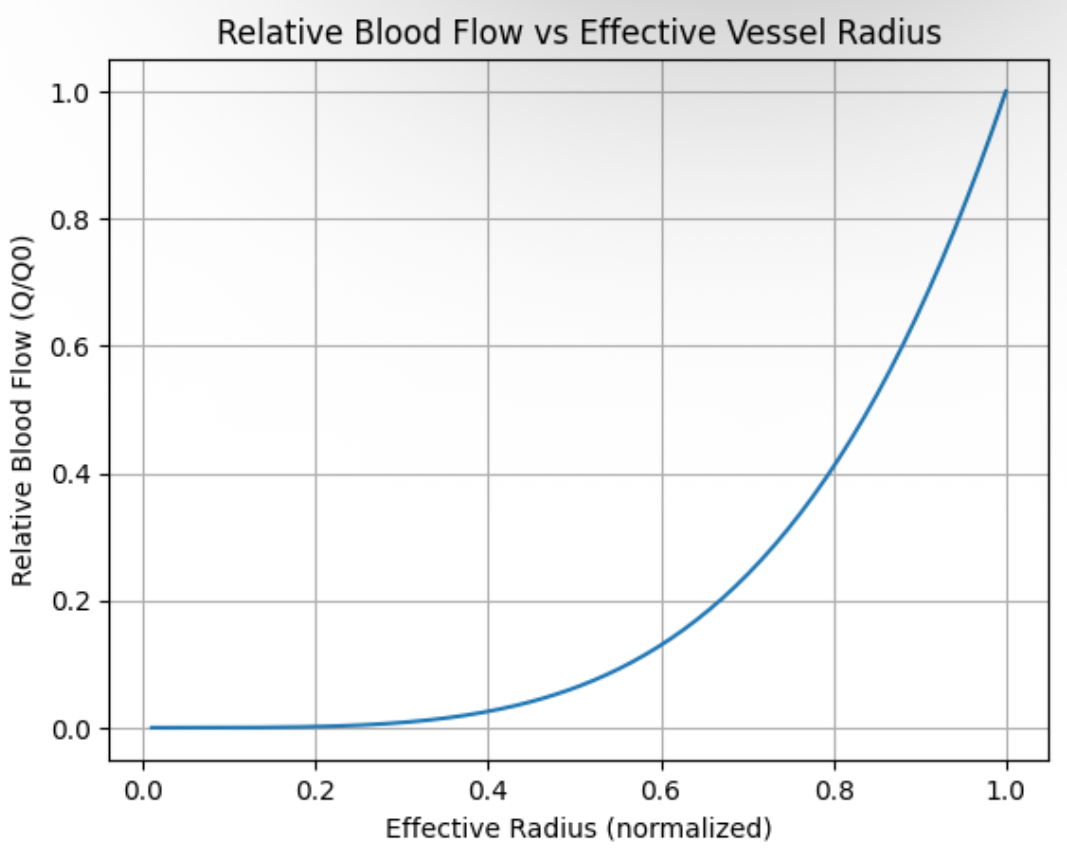 Relative Blood Flow vs Effective Vessel Radius
Relative Blood Flow (Q/Q0)
1.0
0.8
0.6
0.4
0.2
0.0
0.0 0.2 0.4 0.6 0.8 1.0
Effective Radius (normalized)